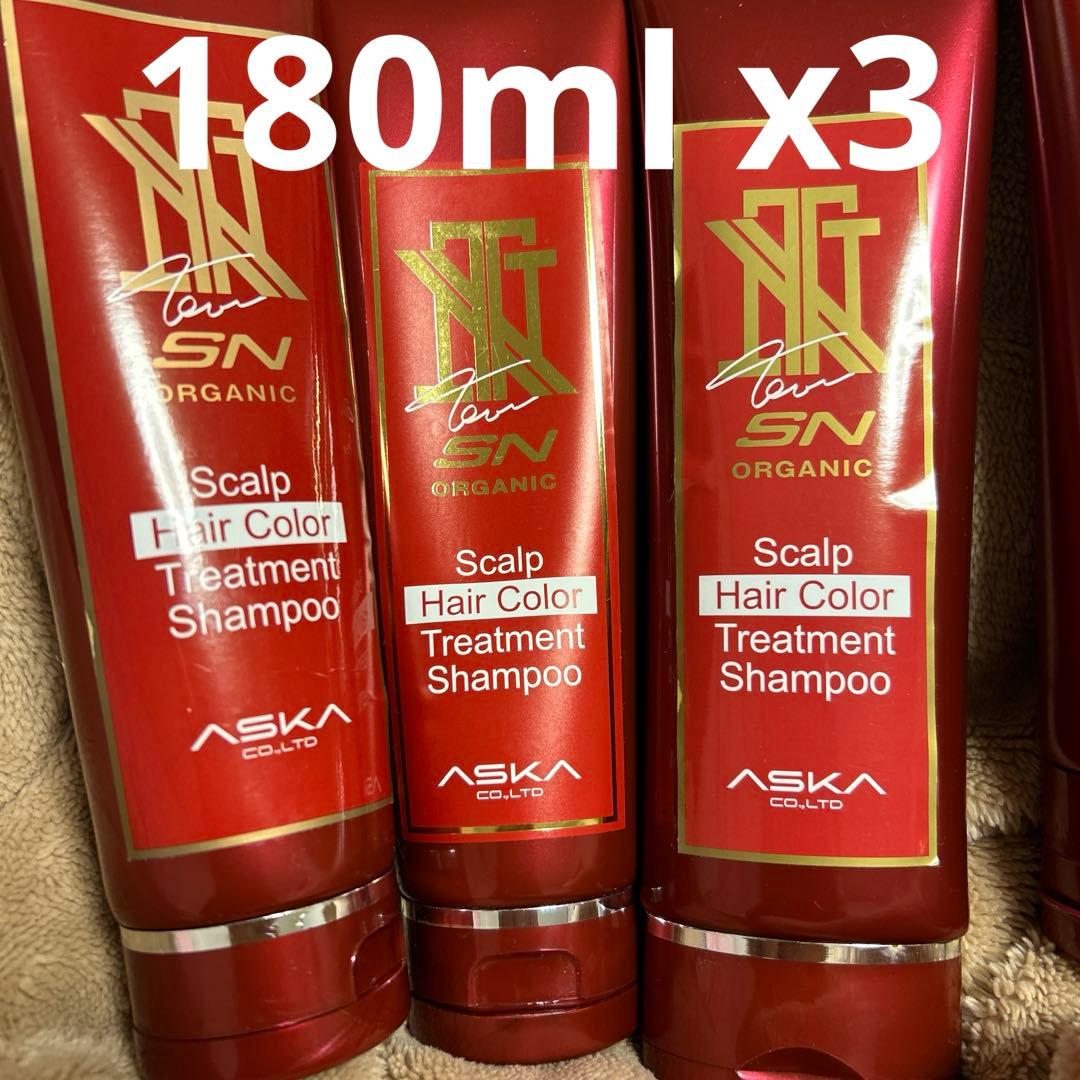 180ml x3
SN
ORGANIC
Scalp
Hair Color
Treatment
Shampoo
ASKA
CO.,LTD
SN
ORGANIC
Scalp
Hair Color
Treatment
Shampoo
ASKA
CO.,LTD
SN
ORGANIC
Scalp
Hair Color
Treatment
Shampoo
ASKA
CO.,LTD